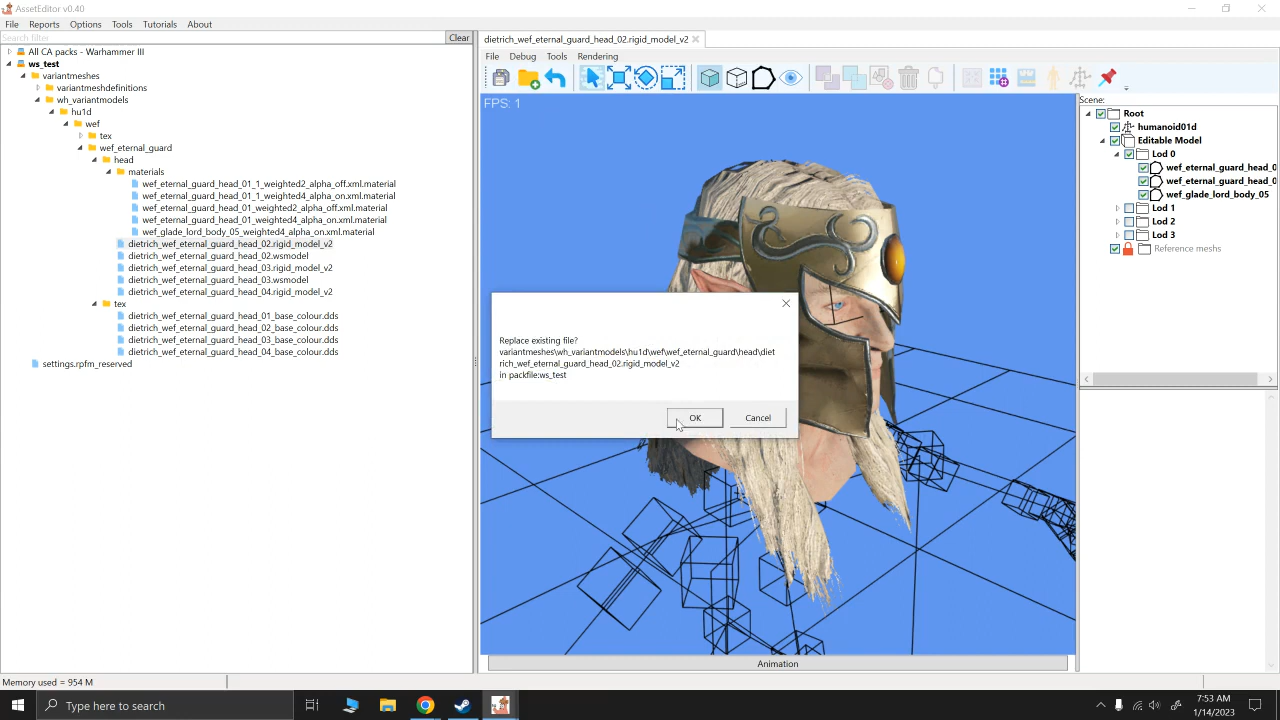 AssetEditor v0.40
File Reports Options Tools Tutorials About
Search filter Clear
All CA packs - Warhammer III
ws_test
variantmeshes
variantmeshdefinitions
wh_variantmodels
hu1d
wef
tex
wef_eternal_guard
head
materials
wef_eternal_guard_head_01_1_weighted2_alpha_off.xml.material
wef_eternal_guard_head_01_1_weighted4_alpha_on.xml.material
wef_eternal_guard_head_01_weighted2_alpha_off.xml.material
wef_eternal_guard_head_01_weighted4_alpha_on.xml.material
wef_glade_lord_body_05_weighted4_alpha_on.xml.material
dietrich_wef_eternal_guard_head_02.rigid_model_v2
dietrich_wef_eternal_guard_head_02.wsmodel
dietrich_wef_eternal_guard_head_03.rigid_model_v2
dietrich_wef_eternal_guard_head_03.wsmodel
dietrich_wef_eternal_guard_head_04.rigid_model_v2
tex
dietrich_wef_eternal_guard_head_01_base_colour.dds
dietrich_wef_eternal_guard_head_02_base_colour.dds
dietrich_wef_eternal_guard_head_03_base_colour.dds
dietrich_wef_eternal_guard_head_04_base_colour.dds
settings.rpfm_reserved
dietrich_wef_eternal_guard_head_02.rigid_model_v2
File Debug Tools Rendering
FPS: 1
Replace existing file?
variantmeshes\wh_variantmodels\hu1d\wef\wef_eternal_guard\head\diet
rich_wef_eternal_guard_head_02.rigid_model_v2
in packfile:ws_test
OK Cancel
Animation
Scene:
Root
humanoid01d
Editable Model
Lod 0
wef_eternal_guard_head_0
wef_eternal_guard_head_0
wef_glade_lord_body_05
Lod 1
Lod 2
Lod 3
Reference meshs
Memory used = 954 M
Type here to search
7:53 AM
1/14/2023